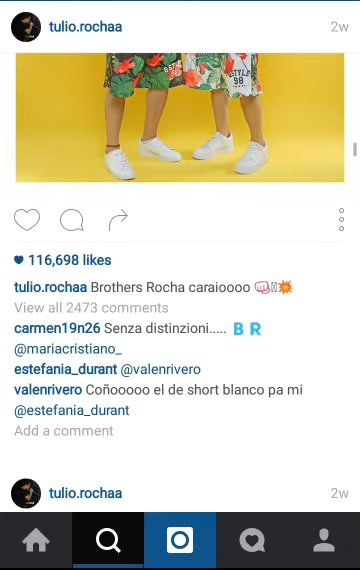 tulio.rochaa 2w
STYLE
98
116,698 likes
tulio.rochaa Brothers Rocha caraioooo 👊💥
View all 2473 comments
carmen19n26 Senza distinzioni..... 🇧 🇷
@mariacristiano_
estefania_durant @valenrivero
valenrivero Coñooooo el de short blanco pa mi
@estefania_durant
Add a comment
tulio.rochaa 2w